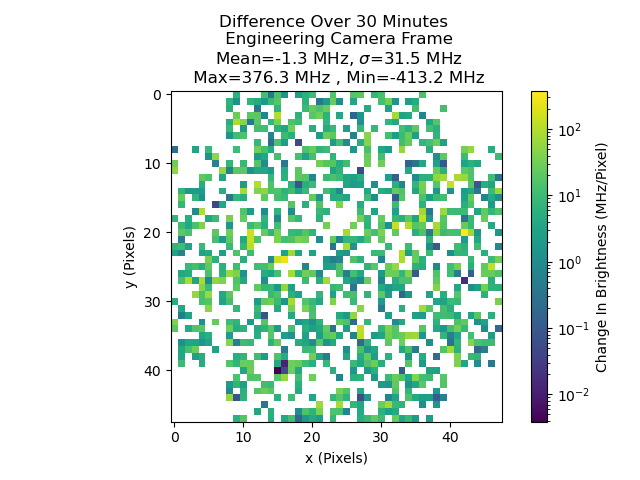 Difference Over 30 Minutes
Engineering Camera Frame
Mean=-1.3 MHz, σ=31.5 MHz
Max=376.3 MHz , Min=-413.2 MHz
0
10
20
30
40
y (Pixels)
0
10
20
30
40
x (Pixels)
10²
10¹
10⁰
10⁻¹
10⁻²
Change In Brightness (MHz/Pixel)